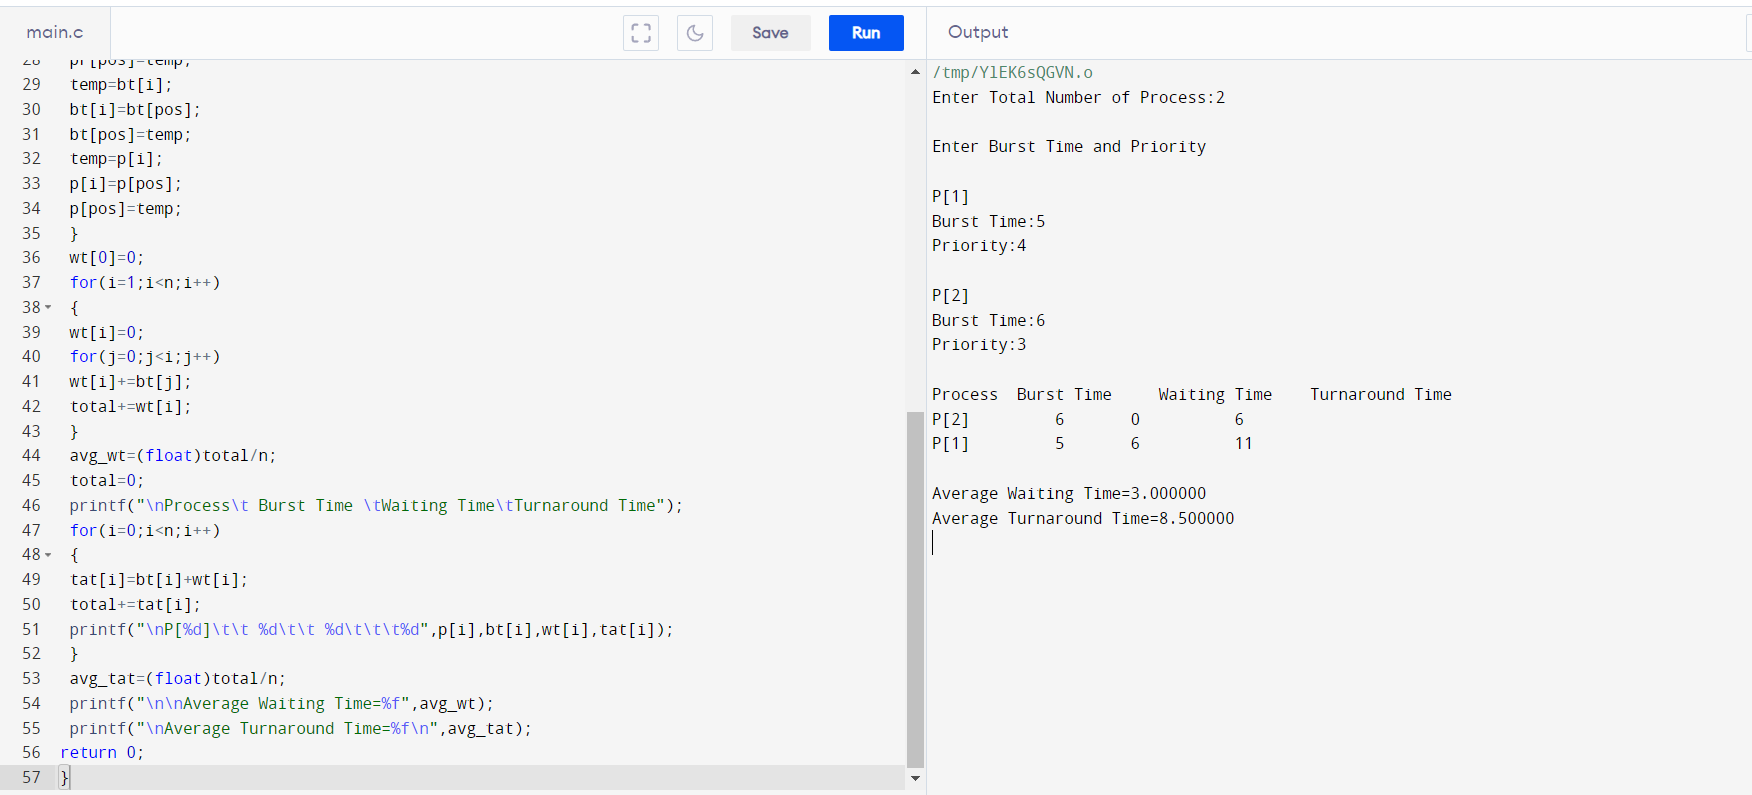 main.c
Save
Run
Output
28 pr[pos]=temp;
29 temp=bt[i];
30 bt[i]=bt[pos];
31 bt[pos]=temp;
32 temp=p[i];
33 p[i]=p[pos];
34 p[pos]=temp;
35 }
36 wt[0]=0;
37 for(i=1;i<n;i++)
38 {
39 wt[i]=0;
40 for(j=0;j<i;j++)
41 wt[i]+=bt[j];
42 total+=wt[i];
43 }
44 avg_wt=(float)total/n;
45 total=0;
46 printf("\nProcess\t Burst Time \tWaiting Time\tTurnaround Time");
47 for(i=0;i<n;i++)
48 {
49 tat[i]=bt[i]+wt[i];
50 total+=tat[i];
51 printf("\nP[%d]\t\t %d\t\t %d\t\t\t%d",p[i],bt[i],wt[i],tat[i]);
52 }
53 avg_tat=(float)total/n;
54 printf("\n\nAverage Waiting Time=%f",avg_wt);
55 printf("\nAverage Turnaround Time=%f\n",avg_tat);
56 return 0;
57 }
/tmp/YlEK6sQGVN.o
Enter Total Number of Process:2
Enter Burst Time and Priority
P[1]
Burst Time:5
Priority:4
P[2]
Burst Time:6
Priority:3
Process Burst Time Waiting Time Turnaround Time
P[2] 6 0 6
P[1] 5 6 11
Average Waiting Time=3.000000
Average Turnaround Time=8.500000